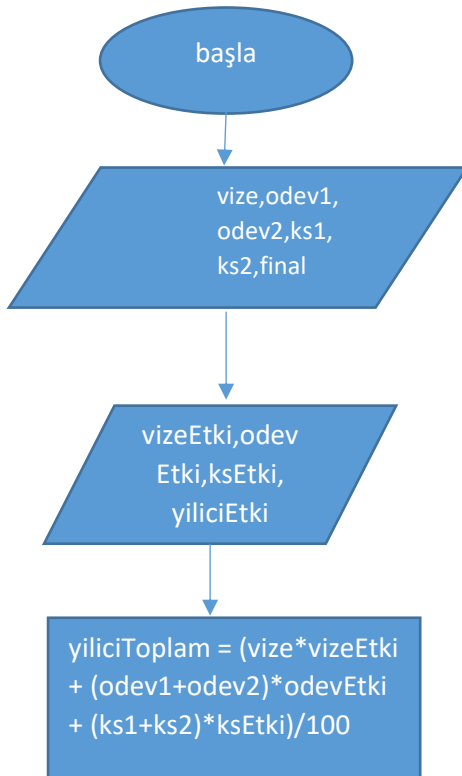 başla
vize,odev1,
odev2,ks1,
ks2,final
vizeEtki,odev
Etki,ksEtki,
yiliciEtki
yiliciToplam = (vize*vizeEtki
+ (odev1+odev2)*odevEtki
+ (ks1+ks2)*ksEtki)/100